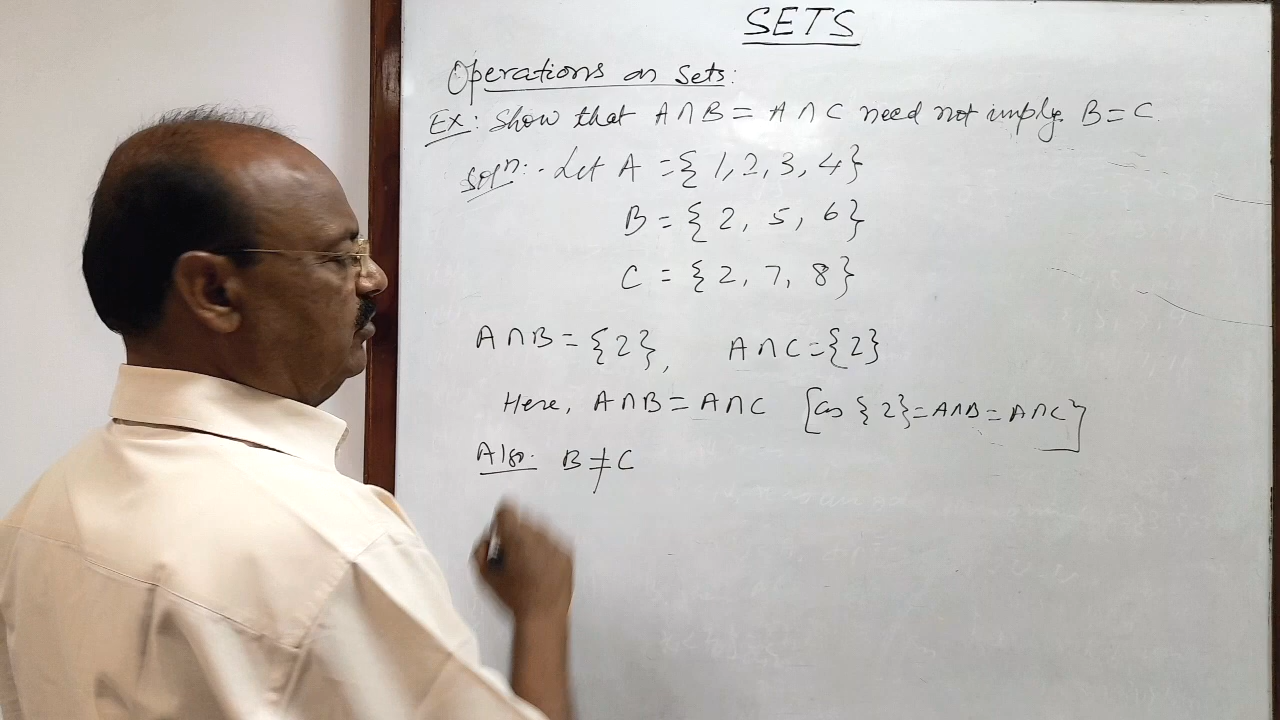 SETS
Operations on Sets:
Ex: Show that A∩B = A∩C need not imply B = C.
Solⁿ:- Let A = {1, 2, 3, 4}
B = {2, 5, 6}
C = {2, 7, 8}
A∩B = {2}, A∩C = {2}
Here, A∩B = A∩C [as {2} = A∩B = A∩C]
Also. B ≠ C